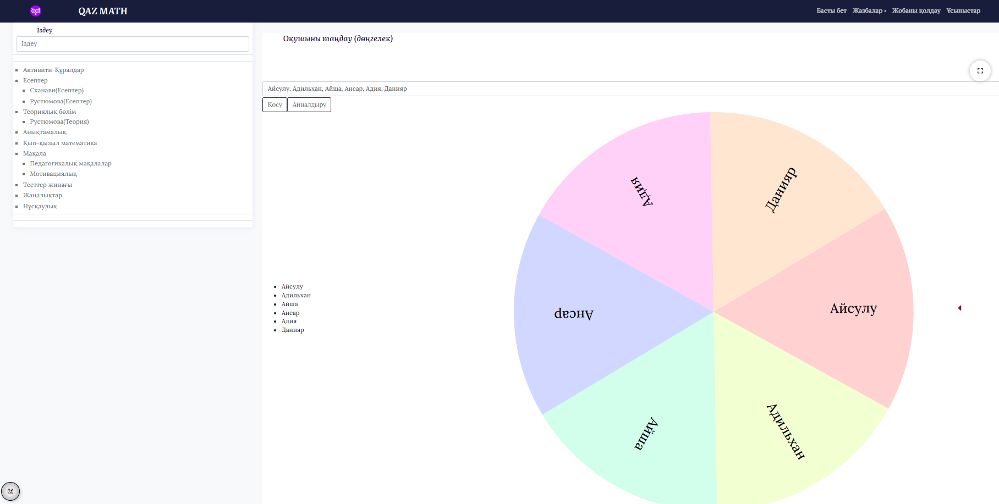 QAZ MATH
Басты бет Жазбалар Жобаны қолдау Ұсыныстар
Іздеу
Іздеу
Активити-Құралдар
Есептер
Сканави(Есептер)
Рустюмова(Есептер)
Теориялық бөлім
Рустюмова(Теория)
Анықтамалық
Қып-қызыл математика
Мақала
Педагогикалық мақалалар
Мотивациялық
Тесттер жинағы
Жаңалықтар
Нұсқаулық
Оқушыны таңдау (дөңгелек)
Айсулу, Адильхан, Айша, Ансар, Адия, Данияр
Қосу Айналдыру
Айсулу
Адильхан
Айша
Ансар
Адия
Данияр
Адия
Данияр
Ансар
Айсулу
Айша
Адильхан